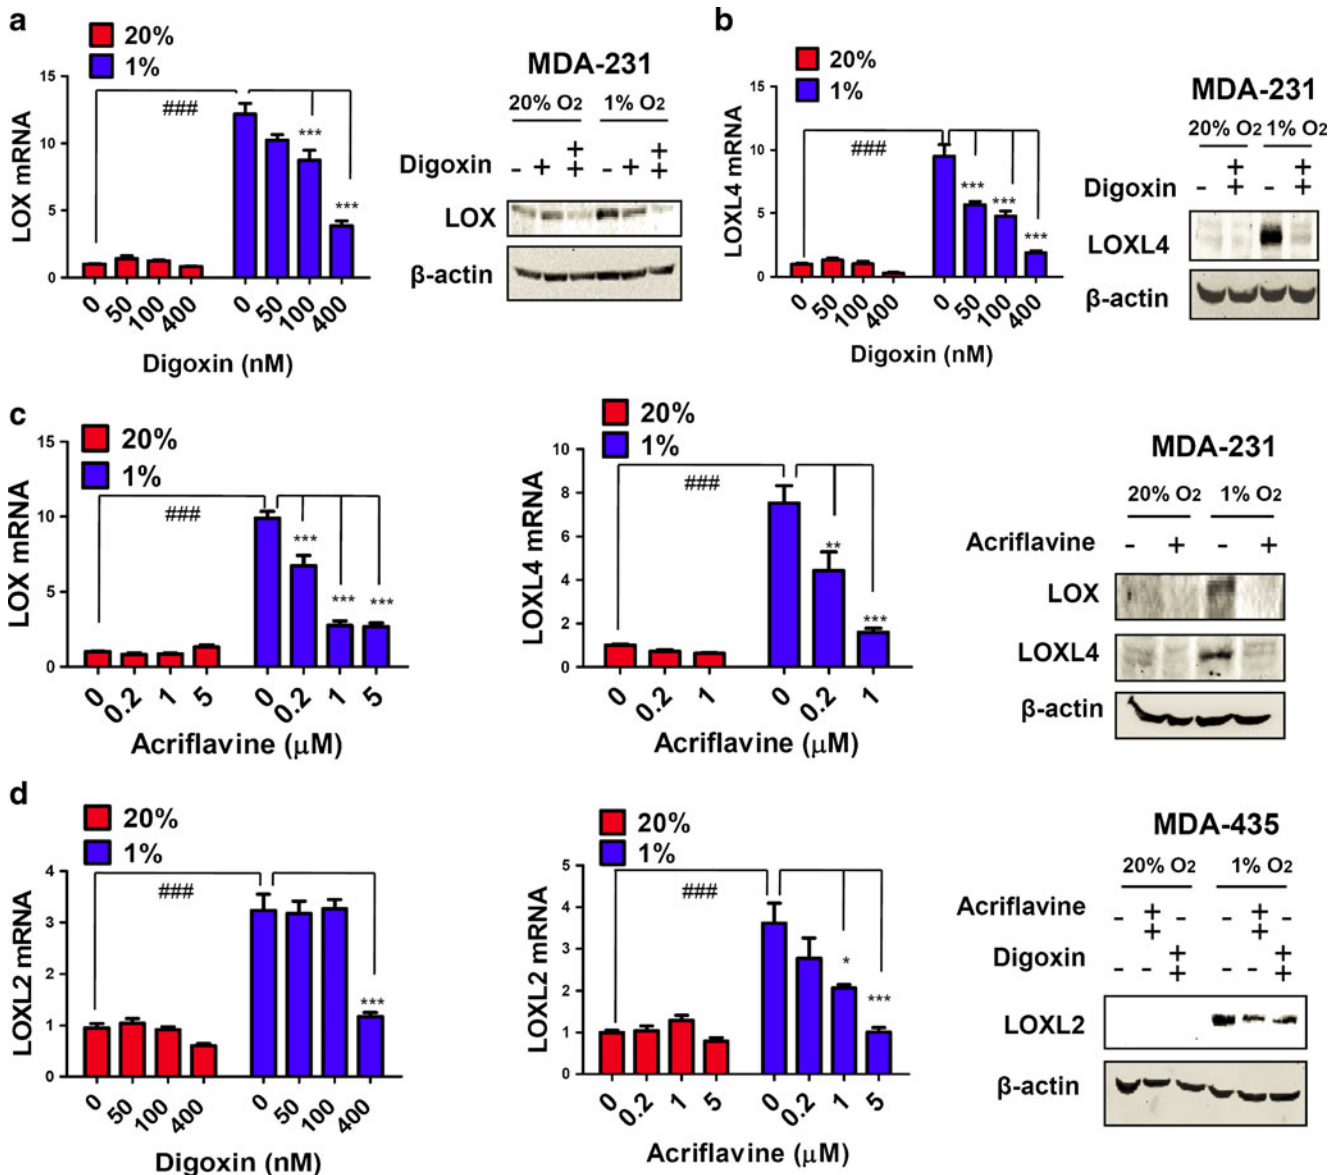 a
20%
1%
LOX mRNA
15
10
5
0
###
***
***
0 50 100 400 0 50 100 400
Digoxin (nM)
MDA-231
20% O2 1% O2
Digoxin - + + + - + + +
LOX
β-actin
b
20%
1%
LOXL4 mRNA
15
10
5
0
###
***
***
***
0 50 100 400 0 50 100 400
Digoxin (nM)
MDA-231
20% O2 1% O2
Digoxin - + + - + +
LOXL4
β-actin
c
20%
1%
LOX mRNA
15
10
5
0
###
***
***
***
0 0.2 1 5 0 0.2 1 5
Acriflavine (μM)
20%
1%
LOXL4 mRNA
10
8
6
4
2
0
###
**
***
0 0.2 1 0 0.2 1
Acriflavine (μM)
MDA-231
20% O2 1% O2
Acriflavine - + - +
LOX
LOXL4
β-actin
d
20%
1%
LOXL2 mRNA
4
3
2
1
0
###
***
0 50 100 400 0 50 100 400
Digoxin (nM)
20%
1%
LOXL2 mRNA
5
4
3
2
1
0
###
*
***
0 0.2 1 5 0 0.2 1 5
Acriflavine (μM)
MDA-435
20% O2 1% O2
Acriflavine - + + - - + + -
Digoxin - - + + - - + +
LOXL2
β-actin